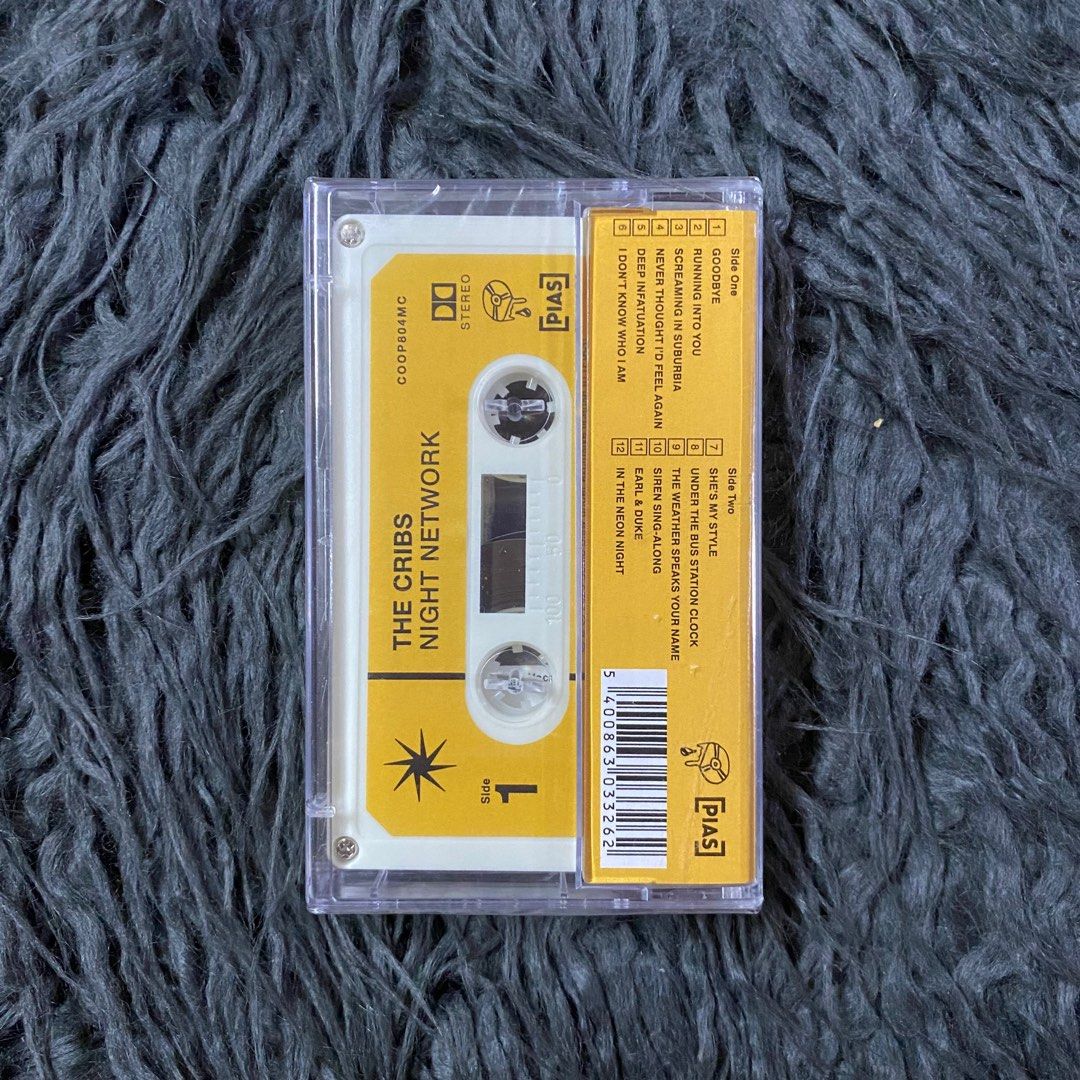 THE CRIBS
NIGHT NETWORK
COOP804MC
STEREO
[PIAS]
Side
1
0 50 100
Side One
1 GOODBYE
2 RUNNING INTO YOU
3 SCREAMING IN SUBURBIA
4 NEVER THOUGHT I'D FEEL AGAIN
5 DEEP INFATUATION
6 I DON'T KNOW WHO I AM
Side Two
7 SHE'S MY STYLE
8 UNDER THE BUS STATION CLOCK
9 THE WEATHER SPEAKS YOUR NAME
10 SIREN SING-ALONG
11 EARL & DUKE
12 IN THE NEON NIGHT
5 400863 033262
[PIAS]